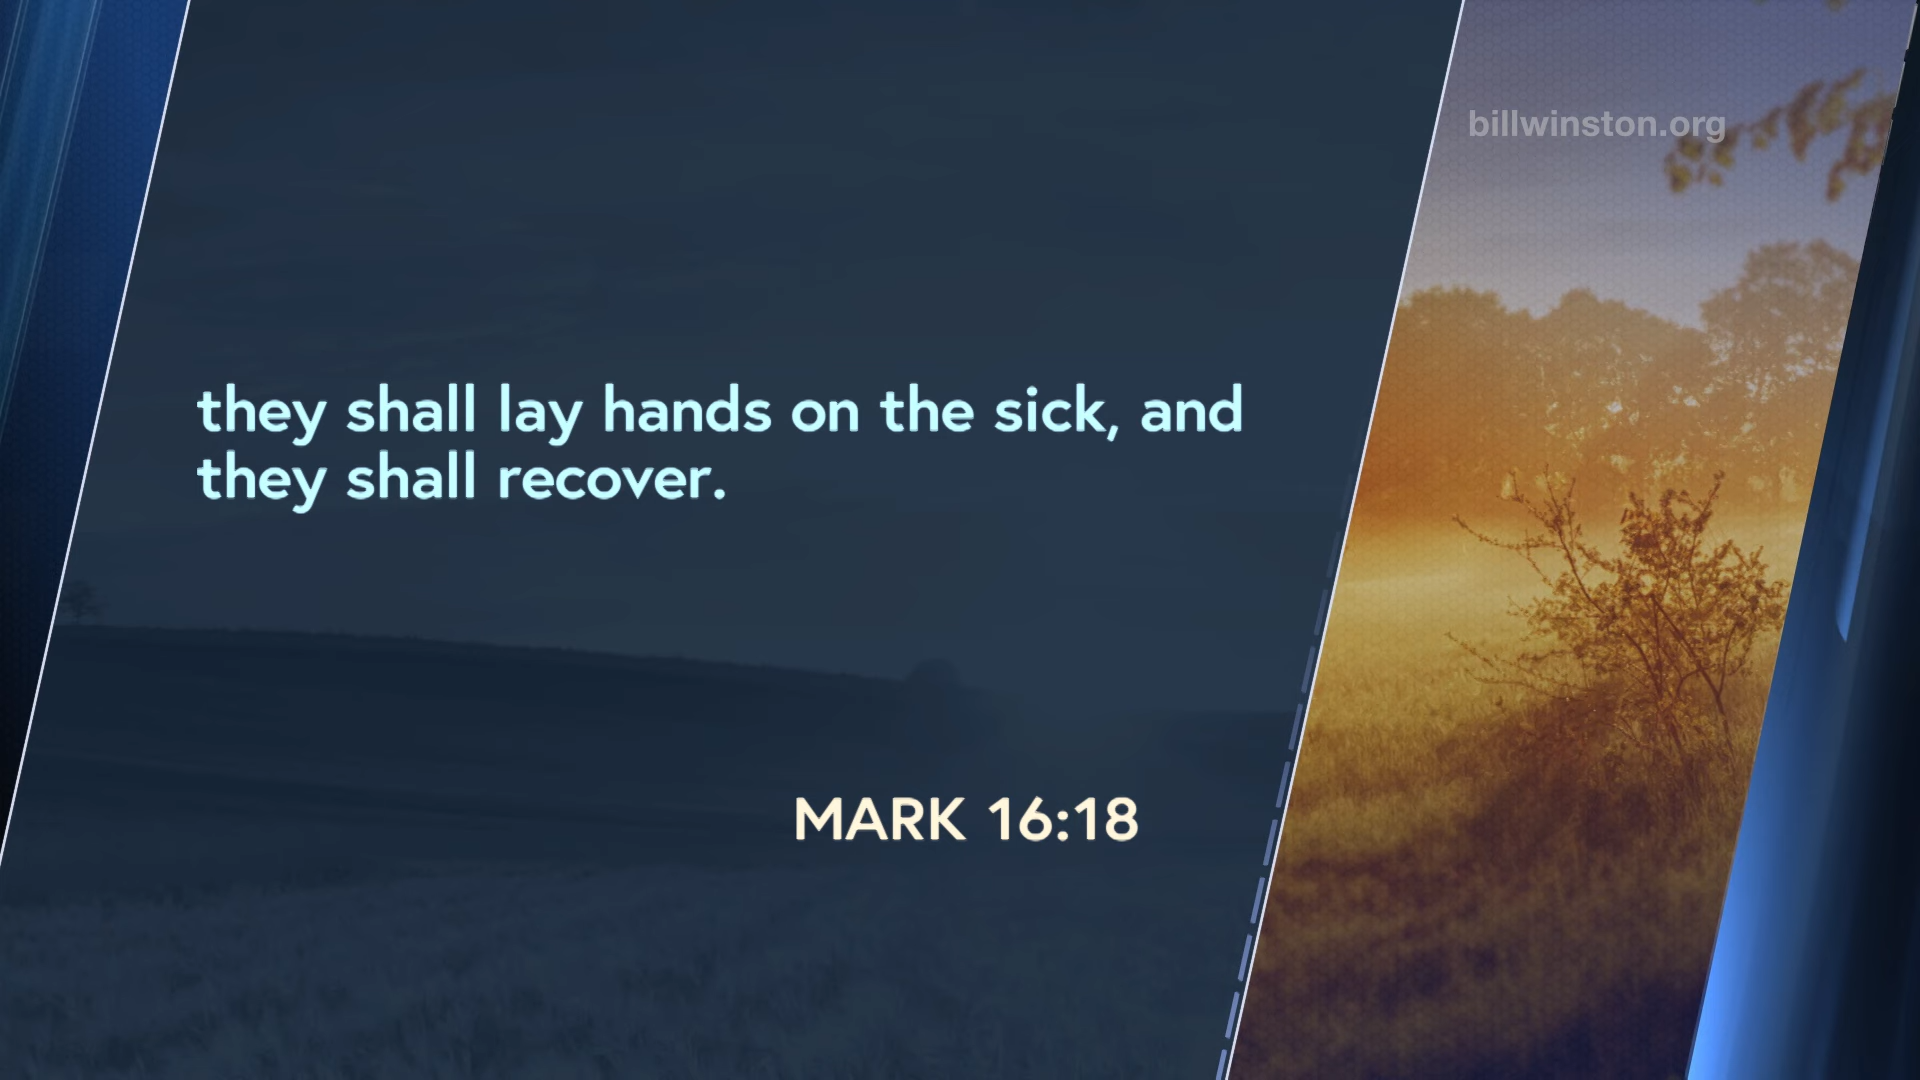 billwinston.org
they shall lay hands on the sick, and
they shall recover.
MARK 16:18